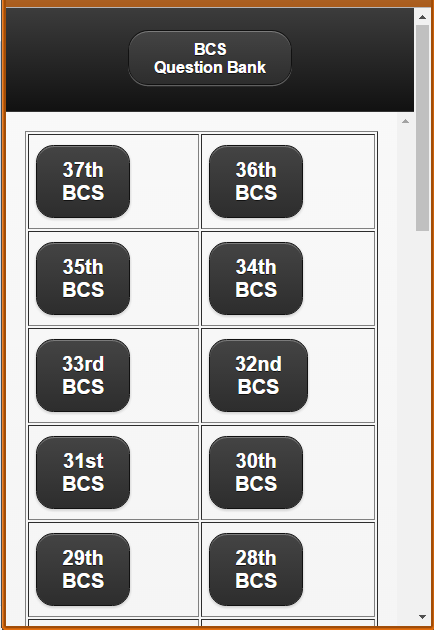 BCS
Question Bank
37th
BCS
36th
BCS
35th
BCS
34th
BCS
33rd
BCS
32nd
BCS
31st
BCS
30th
BCS
29th
BCS
28th
BCS